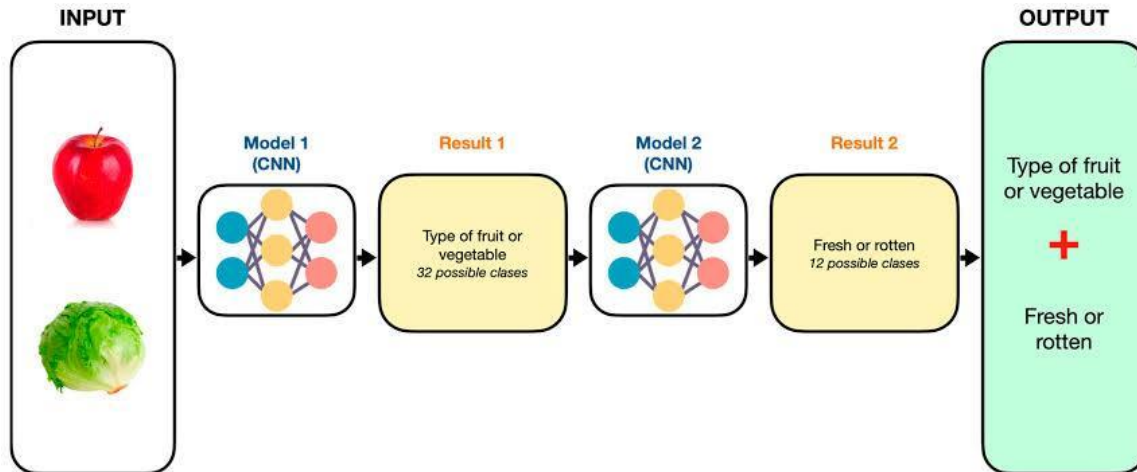 INPUT
OUTPUT
Model 1
(CNN)
Result 1
Model 2
(CNN)
Result 2
Type of fruit or
vegetable
32 possible clases
Fresh or rotten
12 possible clases
Type of fruit
or vegetable
+
Fresh or
rotten